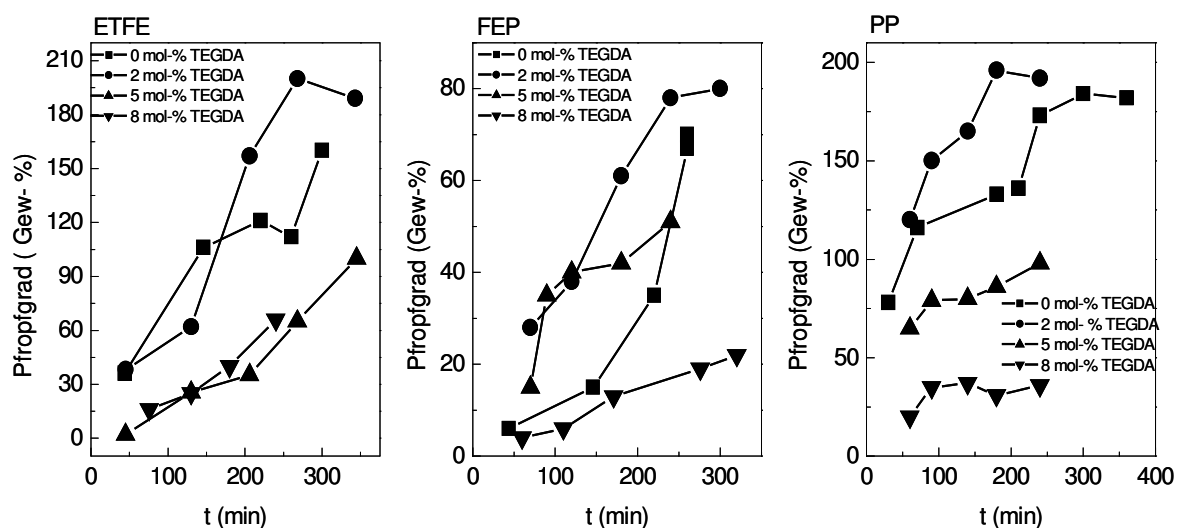 ETFE
210
180
150
120
90
60
30
0
Pfropfgrad ( Gew- %)
0 mol-% TEGDA
2 mol-% TEGDA
5 mol-% TEGDA
8 mol-% TEGDA
0 100 200 300
t (min)
FEP
80
60
40
20
0
Pfropfgrad (Gew-%)
0 mol-% TEGDA
2 mol-% TEGDA
5 mol-% TEGDA
8 mol-% TEGDA
0 100 200 300
t (min)
PP
200
150
100
50
0
Pfropfgrad (Gew-%)
0 mol-% TEGDA
2 mol- % TEGDA
5 mol-% TEGDA
8 mol-% TEGDA
0 100 200 300 400
t (min)